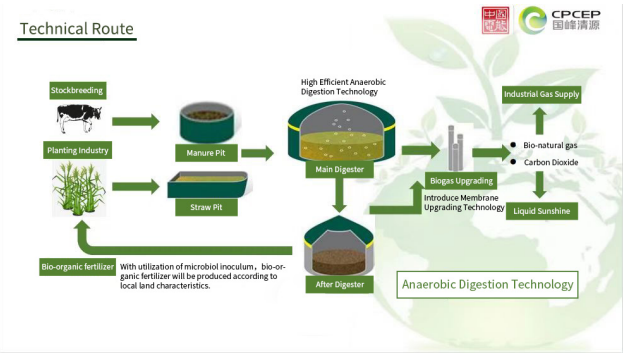 Technical Route
CPCEP
国峰清源
Stockbreeding
High Efficient Anaerobic
Digestion Technology
Industrial Gas Supply
Planting Industry
Manure Pit
Main Digester
Bio-natural gas
Carbon Dioxide
Biogas Upgrading
Straw Pit
Introduce Membrane
Upgrading Technology
Liquid Sunshine
Bio-organic fertilizer
With utilization of microbiol inoculum, bio-or-
ganic fertilizer will be produced according to
local land characteristics.
After Digester
Anaerobic Digestion Technology